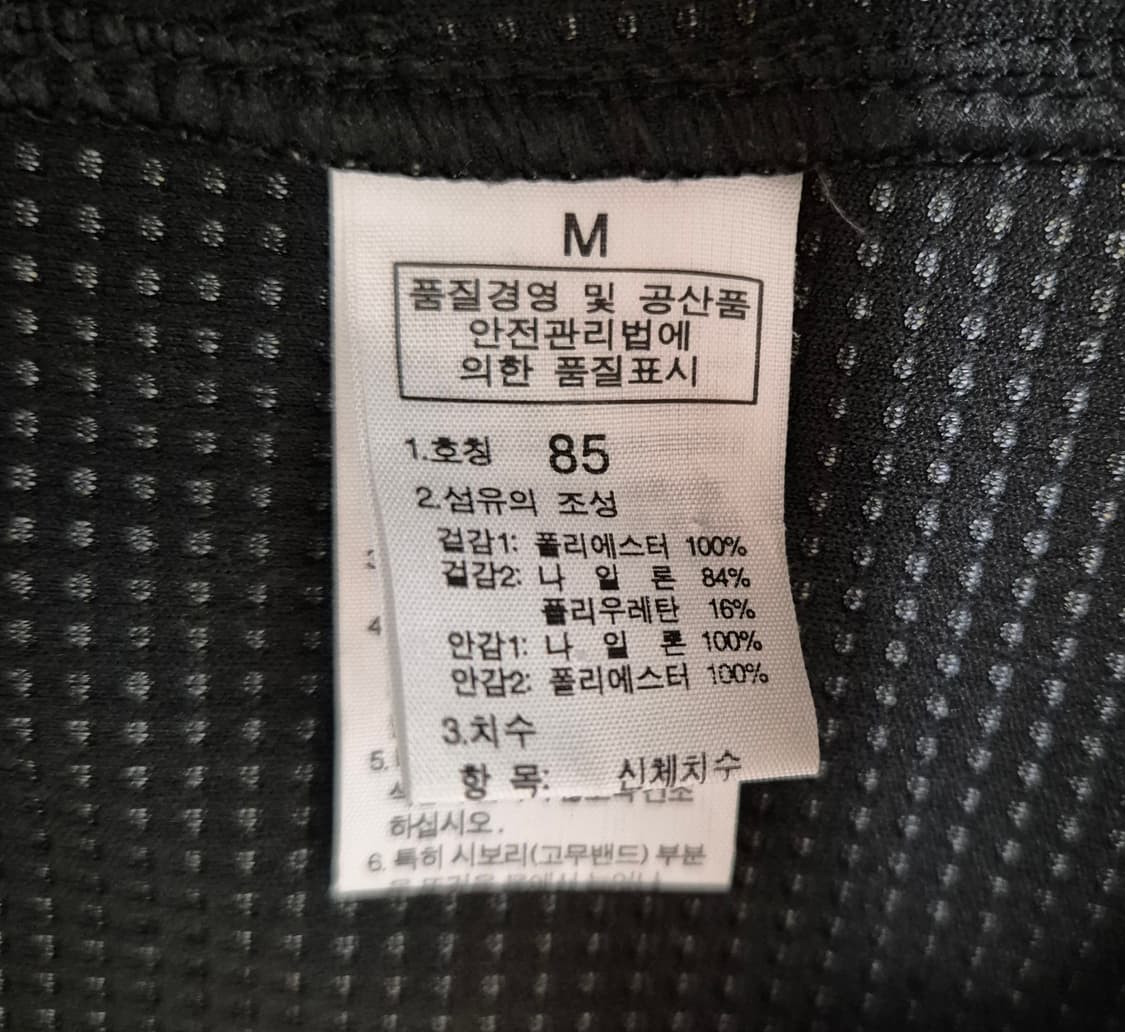 M
품질경영 및 공산품
안전관리법에
의한 품질표시
1.호칭 85
2.섬유의 조성
겉감1: 폴리에스터 100%
겉감2: 나 일 론 84%
폴리우레탄 16%
안감1: 나 일 론 100%
안감2: 폴리에스터 100%
3.치수
항 목: 신체치수
4
5.
하십시오.
6. 특히 시보리(고무밴드) 부분